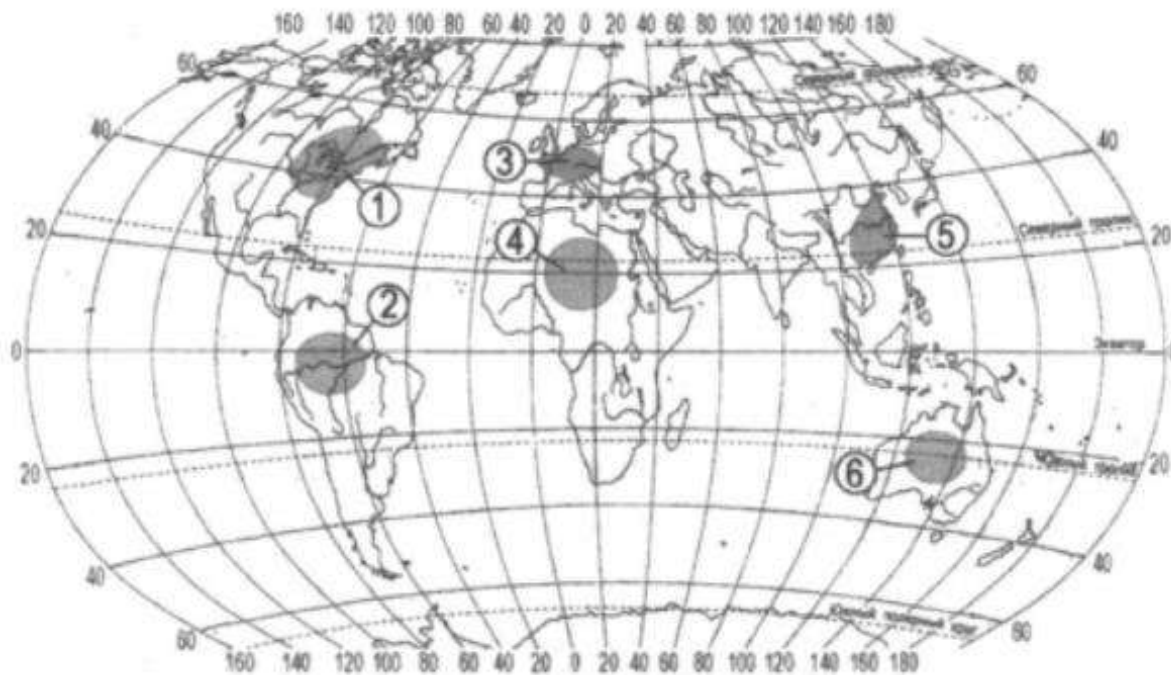 160 140 120 100 80 60 40 20 0 20 40 60 80 100 120 140 160 180
60 Северный 60
40 40
3
1
4 5 Северный тропик
20 20
2
0 Экватор 0
6
20 Южный 20
40 40
60 Южный полярный круг 60
160 140 120 100 80 60 40 20 0 20 40 60 80 100 120 140 160 180